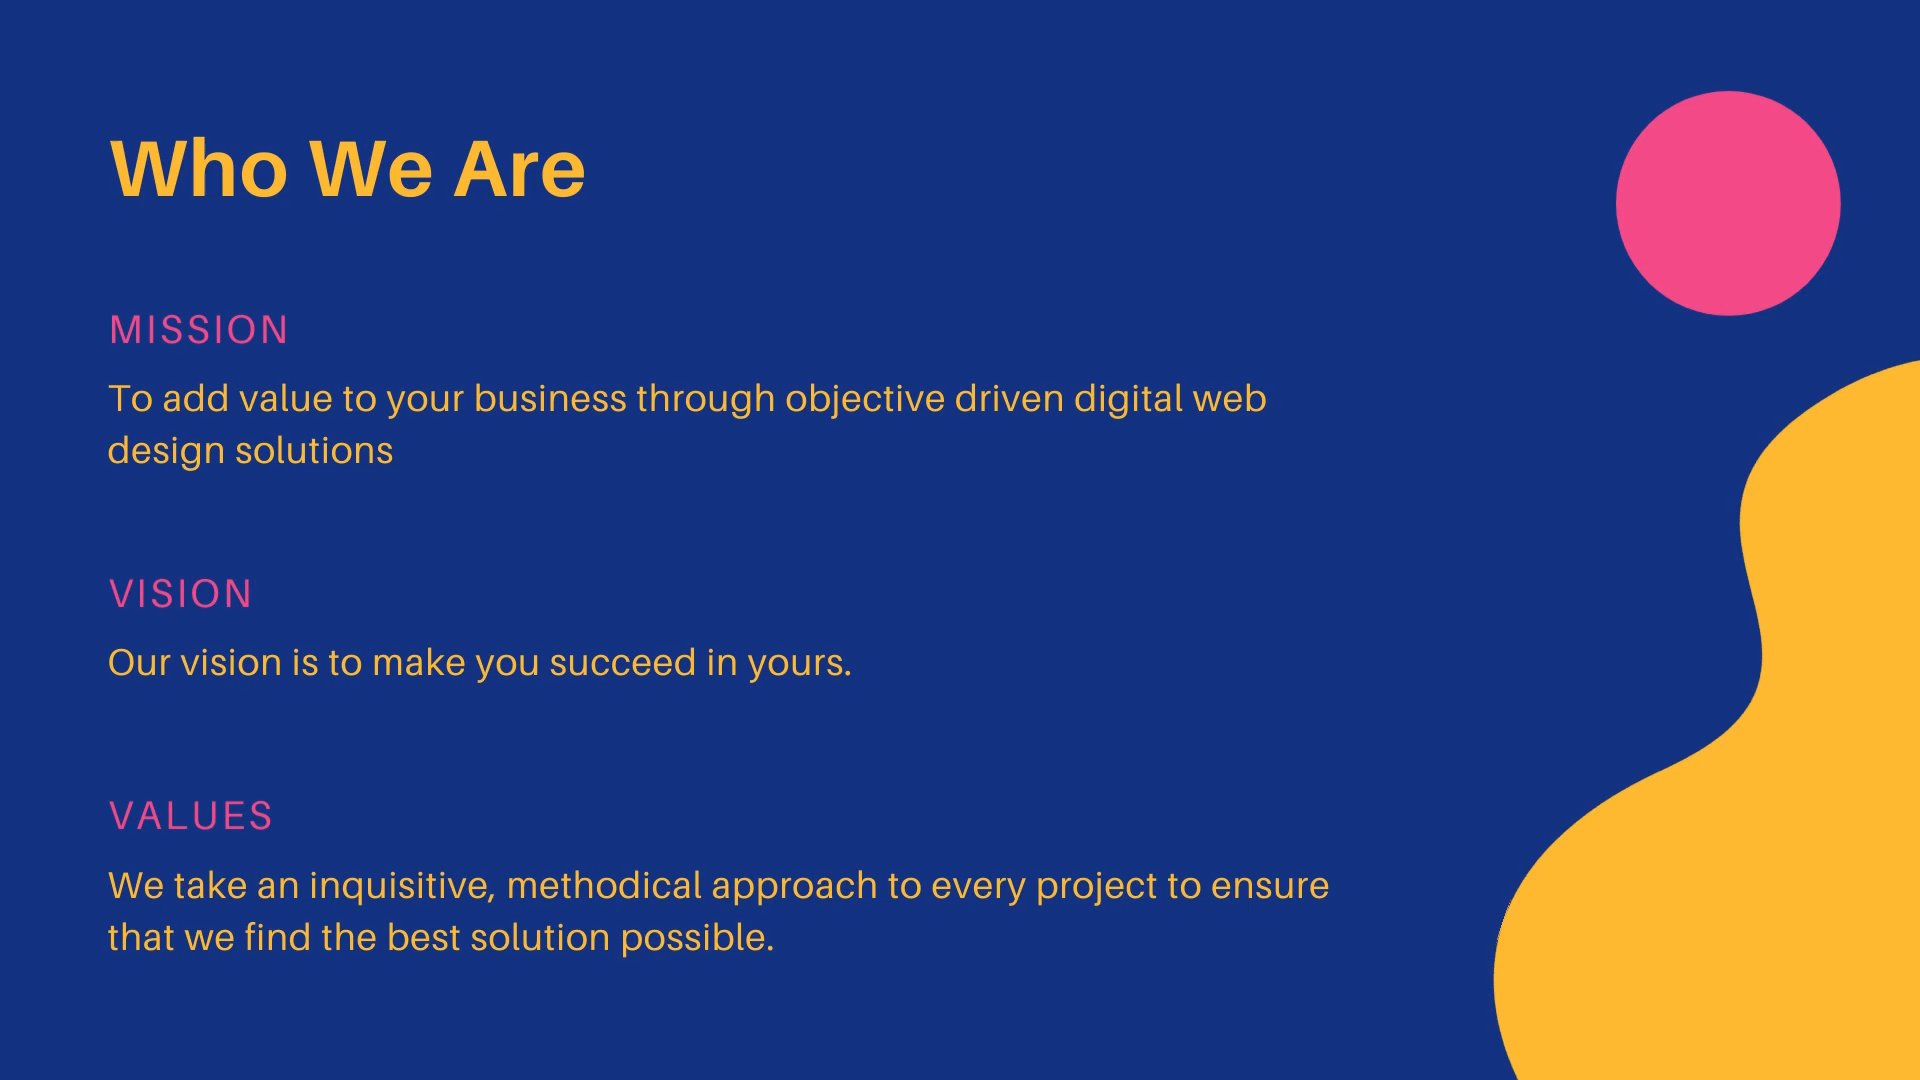 Who We Are
MISSION
To add value to your business through objective driven digital web
design solutions
VISION
Our vision is to make you succeed in yours.
VALUES
We take an inquisitive, methodical approach to every project to ensure
that we find the best solution possible.